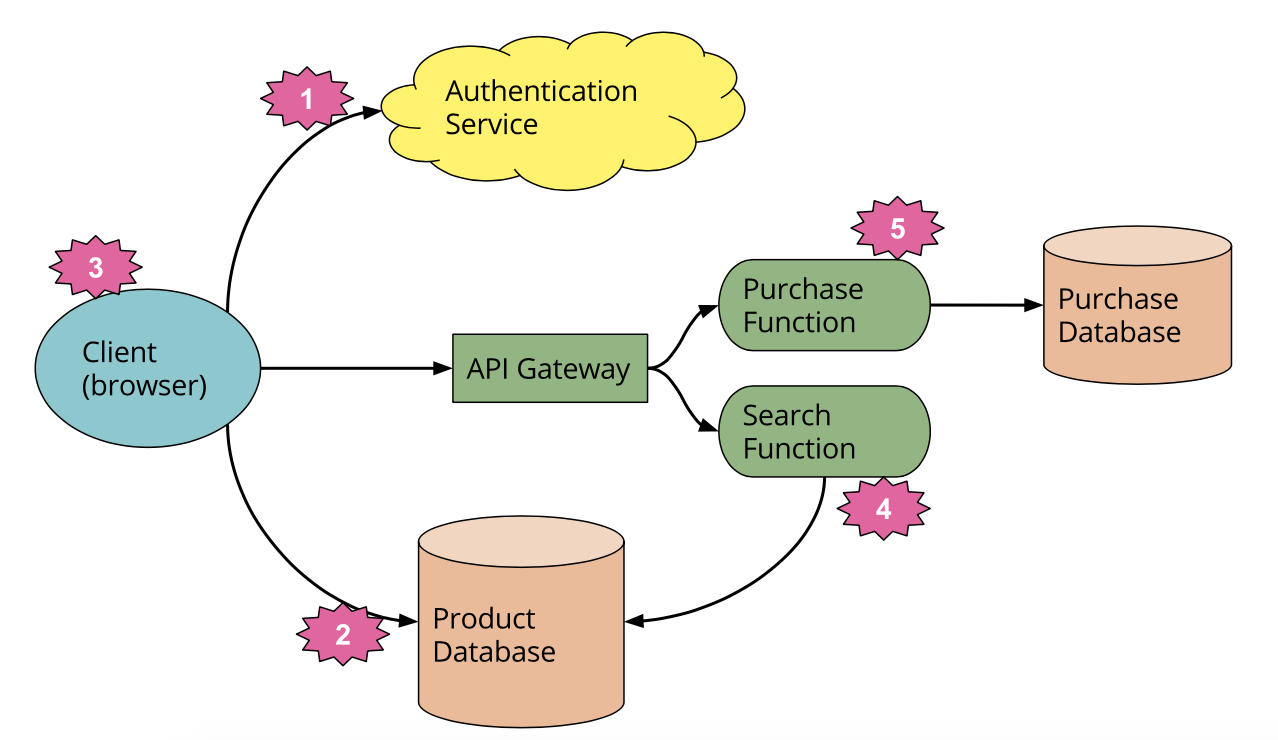 1
Authentication
Service
3
Client
(browser)
API Gateway
5
Purchase
Function
Purchase
Database
Search
Function
4
2
Product
Database